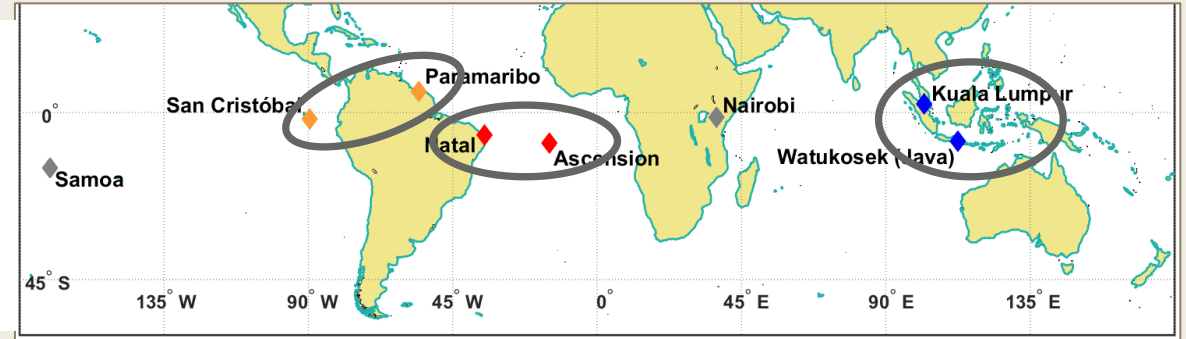 Paramaribo
San Cristóbal
0°
Nairobi
Kuala Lumpur
Natal
Ascension
Watukosek (Java)
Samoa
45° S
135° W
90° W
45° W
0°
45° E
90° E
135° E